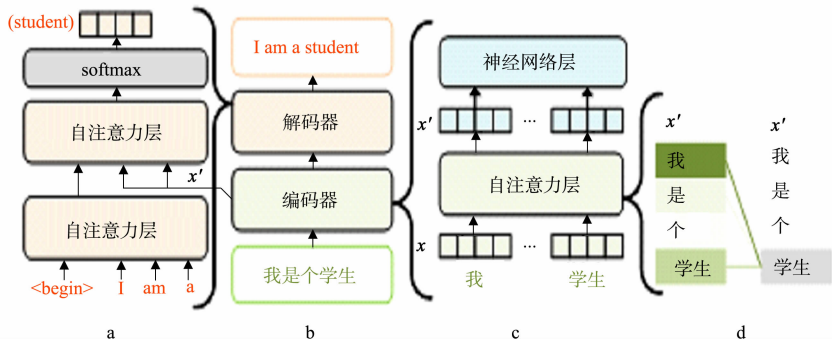 (student)
softmax
自注意力层
x′
自注意力层
<begin> I am a
a
I am a student
解码器
编码器
我是个学生
b
神经网络层
x′ ...
自注意力层
x ...
我 学生
c
x′ x′
我 我
是 是
个 个
学生 学生
d